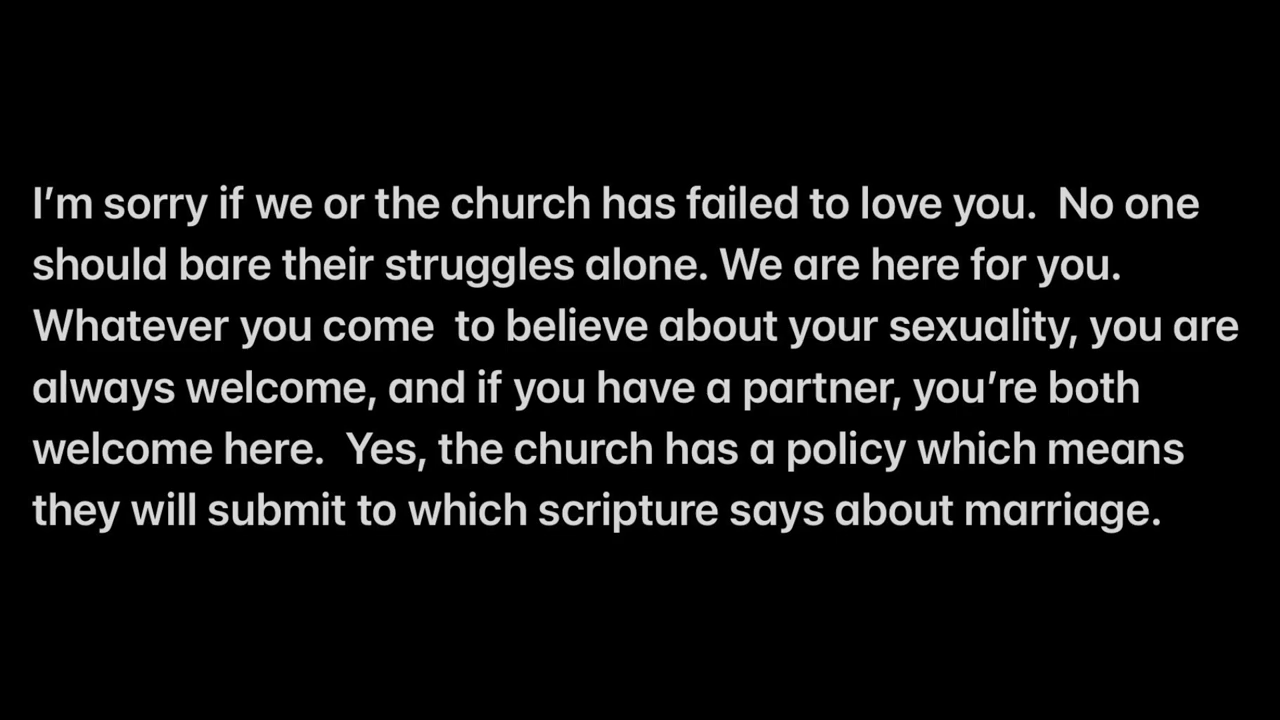 I’m sorry if we or the church has failed to love you.  No one
should bare their struggles alone. We are here for you.
Whatever you come  to believe about your sexuality, you are
always welcome, and if you have a partner, you’re both
welcome here.  Yes, the church has a policy which means
they will submit to which scripture says about marriage.